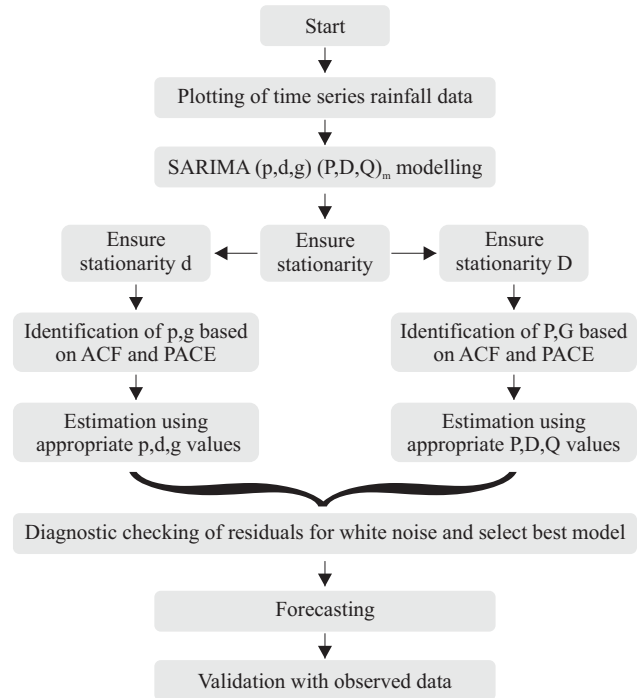 Start
Plotting of time series rainfall data
SARIMA (p,d,g) (P,D,Q)m modelling
Ensure
stationarity d
Ensure
stationarity
Ensure
stationarity D
Identification of p,g based
on ACF and PACE
Identification of P,G based
on ACF and PACE
Estimation using
appropriate p,d,g values
Estimation using
appropriate P,D,Q values
Diagnostic checking of residuals for white noise and select best model
Forecasting
Validation with observed data